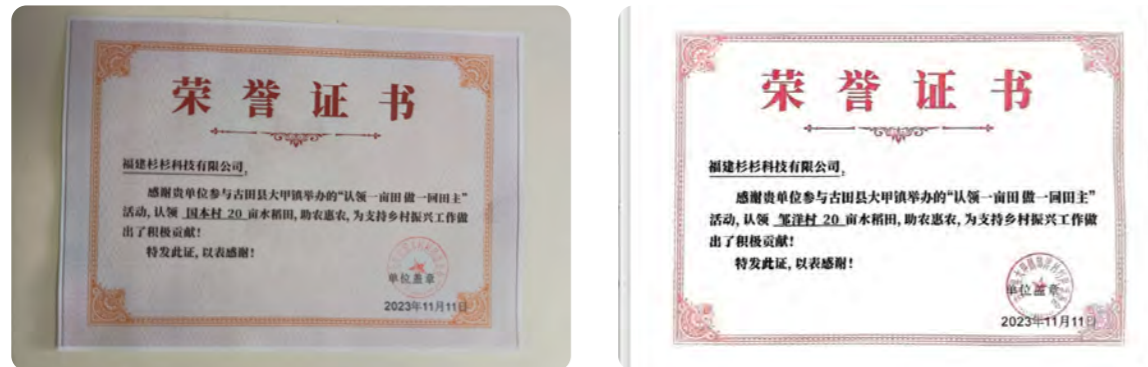 荣誉证书
福建杉杉科技有限公司:
感谢贵单位参与古田县大甲镇举办的“认领一亩田 做一回田主”
活动, 认领 国本村 20 亩水稻田, 助农惠农, 为支持乡村振兴工作做
出了积极贡献!
特发此证, 以表感谢!
单位盖章
2023年11月11日
荣誉证书
福建杉杉科技有限公司:
感谢贵单位参与古田县大甲镇举办的“认领一亩田 做一回田主”
活动, 认领 邹洋村 20 亩水稻田, 助农惠农, 为支持乡村振兴工作做
出了积极贡献!
特发此证, 以表感谢!
单位盖章
2023年11月11日